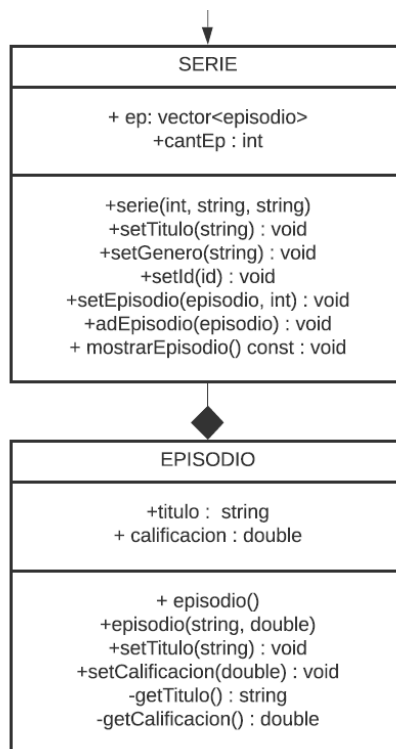 SERIE
+ ep: vector<episodio>
+cantEp : int
+serie(int, string, string)
+setTitulo(string) : void
+setGenero(string) : void
+setId(id) : void
+setEpisodio(episodio, int) : void
+adEpisodio(episodio) : void
+ mostrarEpisodio() const : void
EPISODIO
+titulo : string
+ calificacion : double
+ episodio()
+episodio(string, double)
+setTitulo(string) : void
+setCalificacion(double) : void
-getTitulo() : string
-getCalificacion() : double